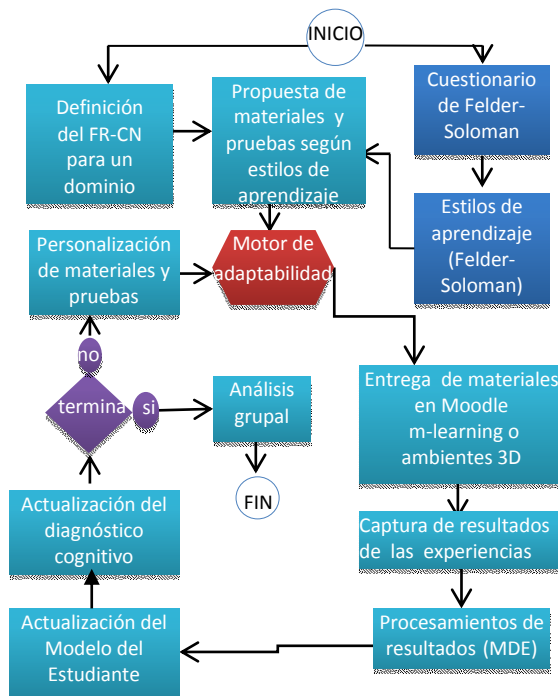 INICIO
Definición
del FR-CN
para un
dominio
Propuesta de
materiales y
pruebas según
estilos de
aprendizaje
Cuestionario
de Felder-
Soloman
Estilos de
aprendizaje
(Felder-
Soloman)
Personalización
de materiales y
pruebas
Motor de
adaptabilidad
no
termina
si
Análisis
grupal
FIN
Entrega de materiales
en Moodle
m-learning o
ambientes 3D
Captura de resultados
de las experiencias
Procesamientos de
resultados (MDE)
Actualización del
diagnóstico
cognitivo
Actualización del
Modelo del
Estudiante